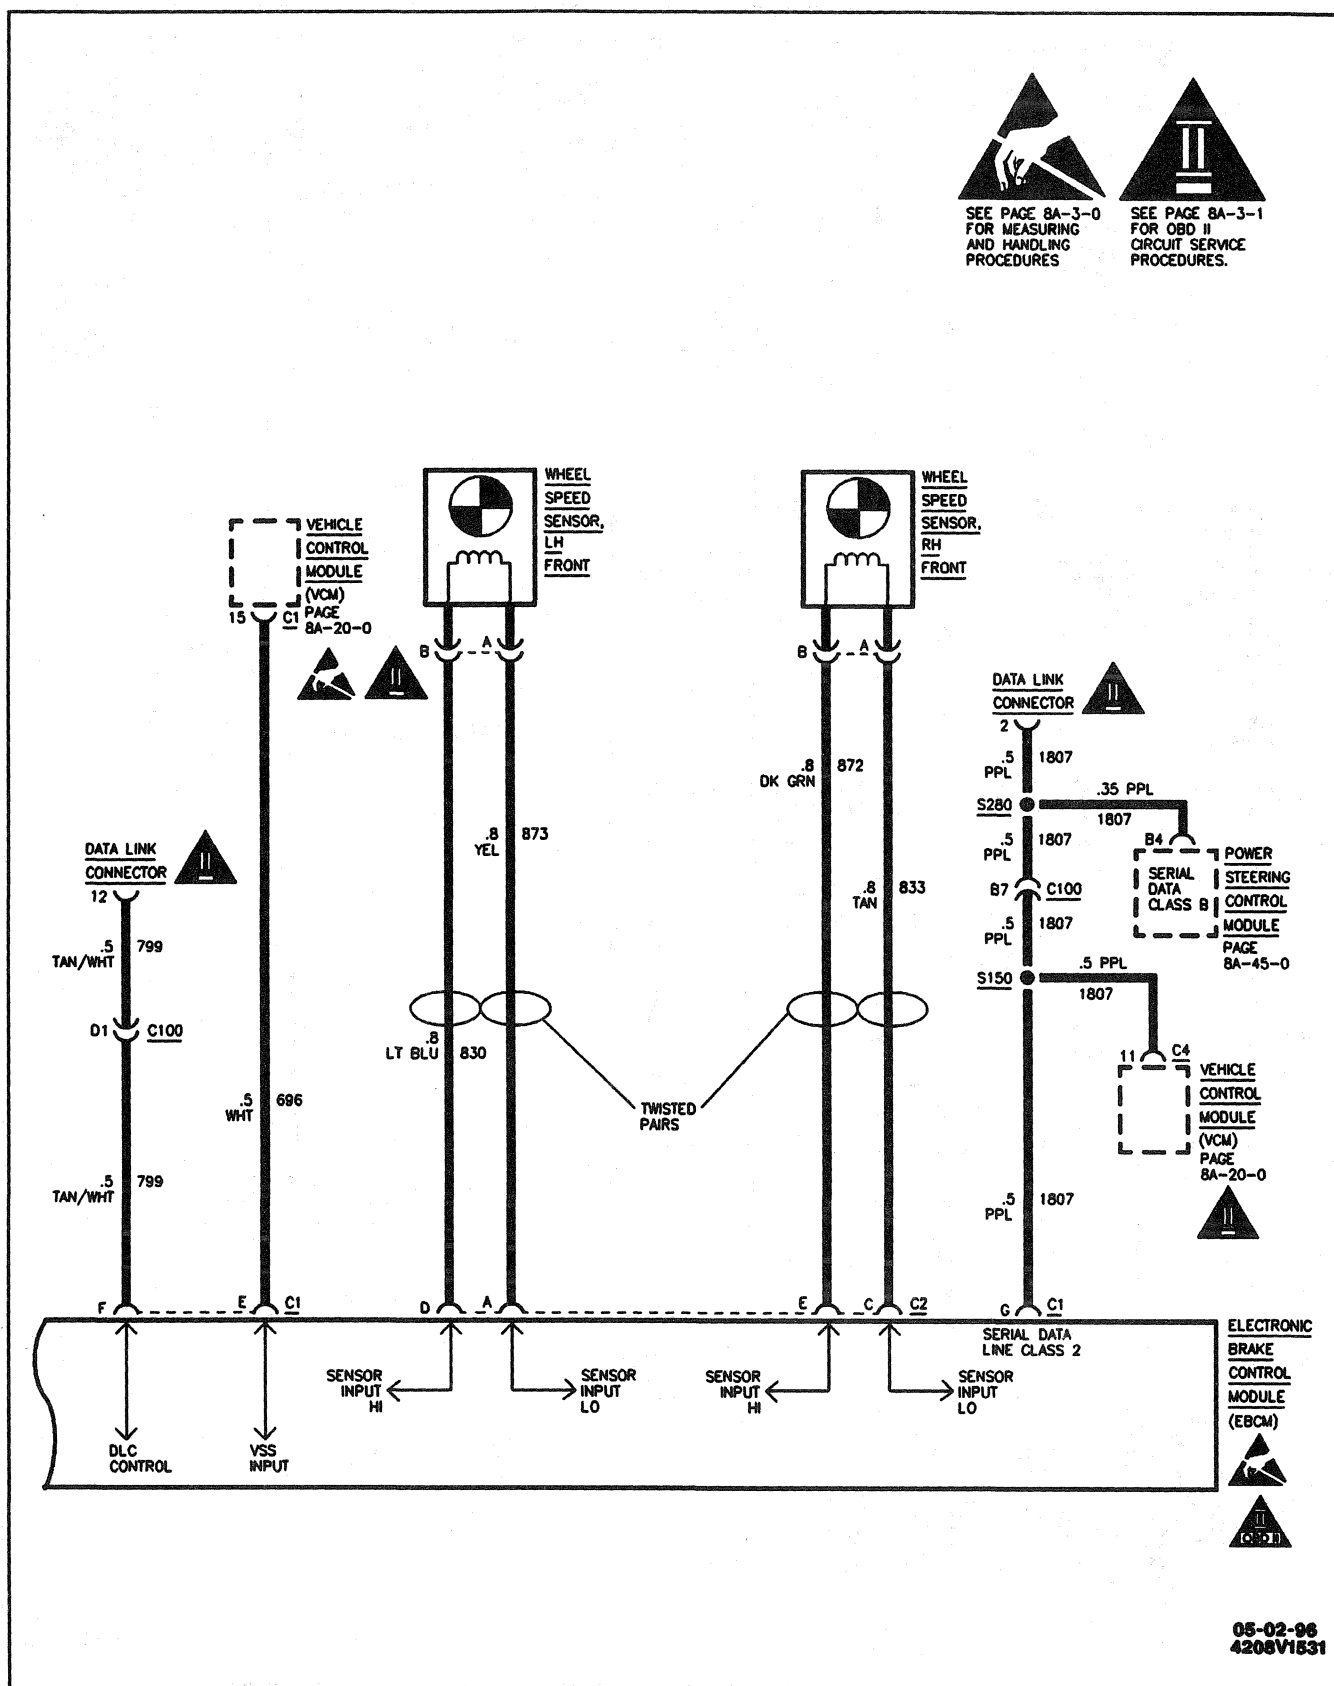 SEE PAGE 8A-3-0
FOR MEASURING
AND HANDLING
PROCEDURES
SEE PAGE 8A-3-1
FOR OBD II
CIRCUIT SERVICE
PROCEDURES.
WHEEL
SPEED
SENSOR,
LH
FRONT
WHEEL
SPEED
SENSOR,
RH
FRONT
VEHICLE
CONTROL
MODULE
(VCM)
PAGE
8A-20-0
15 C1
B A
B A
DATA LINK
CONNECTOR
2
.5 1807
PPL
.8 872
DK GRN
S280
.35 PPL
1807
.8 873
YEL
.5 1807
PPL
B4
POWER
STEERING
CONTROL
MODULE
PAGE
8A-45-0
SERIAL
DATA
CLASS B
DATA LINK
CONNECTOR
12
B7 C100
.8 833
TAN
.5 1807
PPL
.5 799
TAN/WHT
S150
.5 PPL
1807
D1 C100
.8
LT BLU 830
11 C4
VEHICLE
CONTROL
MODULE
(VCM)
PAGE
8A-20-0
.5 696
WHT
TWISTED
PAIRS
.5 799
TAN/WHT
.5 1807
PPL
F E C1 D A E C C2 G C1
SERIAL DATA
LINE CLASS 2
ELECTRONIC
BRAKE
CONTROL
MODULE
(EBCM)
SENSOR
INPUT
HI
SENSOR
INPUT
LO
SENSOR
INPUT
HI
SENSOR
INPUT
LO
DLC
CONTROL
VSS
INPUT
II
OBD II
05-02-96
4208V1531